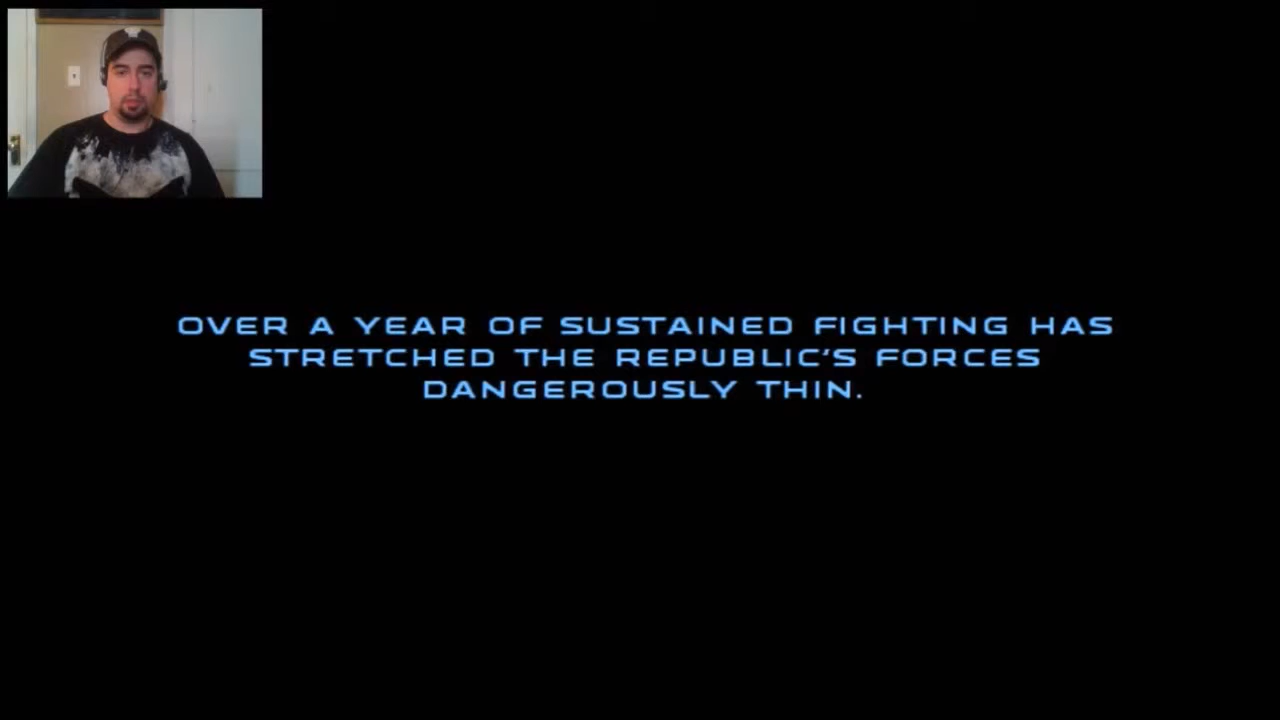 OVER A YEAR OF SUSTAINED FIGHTING HAS
STRETCHED THE REPUBLIC'S FORCES
DANGEROUSLY THIN.